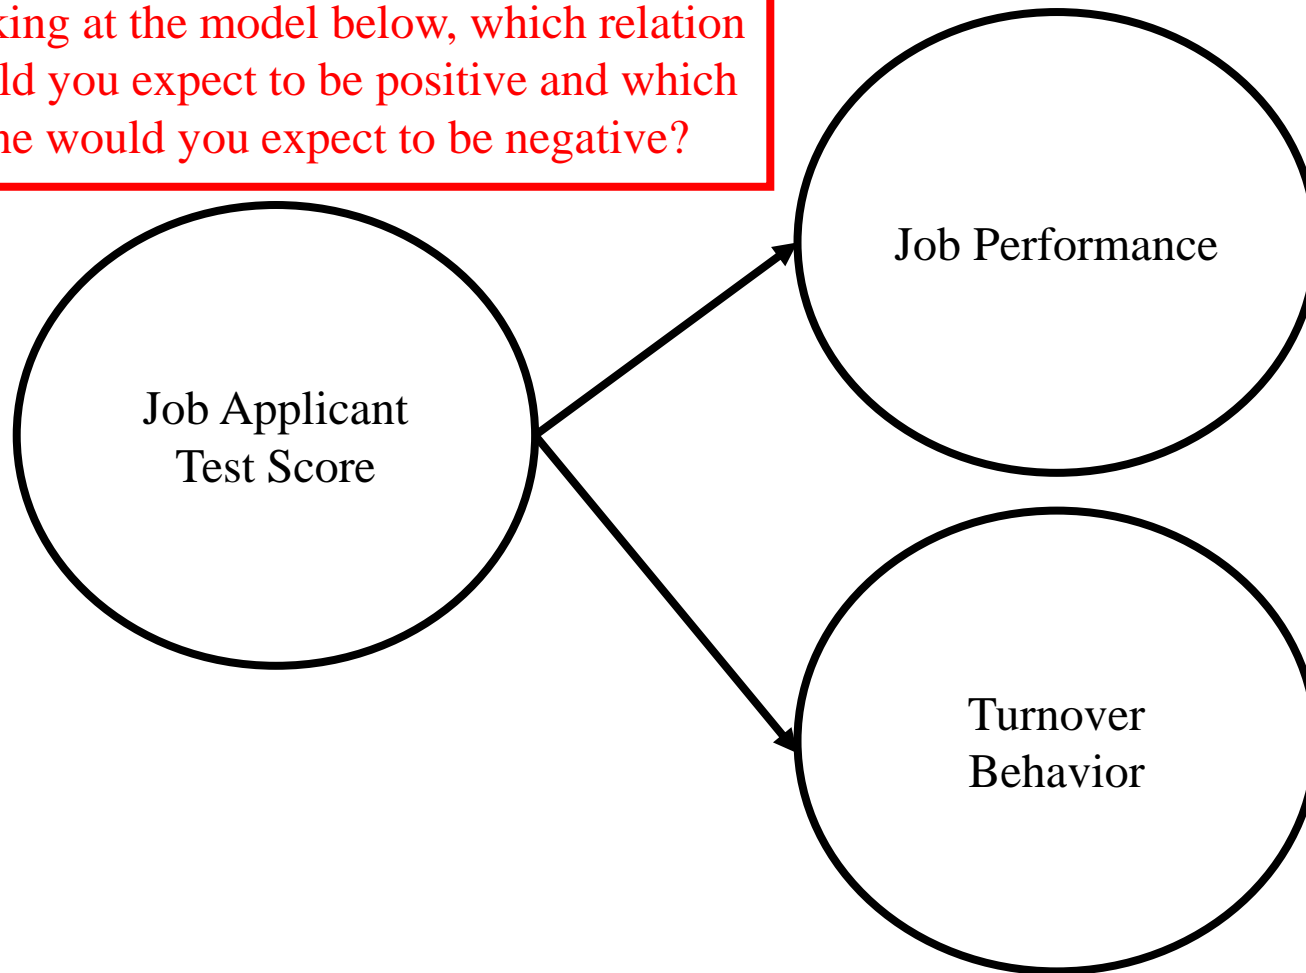 king at the model below, which relation
ld you expect to be positive and which
ne would you expect to be negative?
Job Performance
Job Applicant
Test Score
Turnover
Behavior